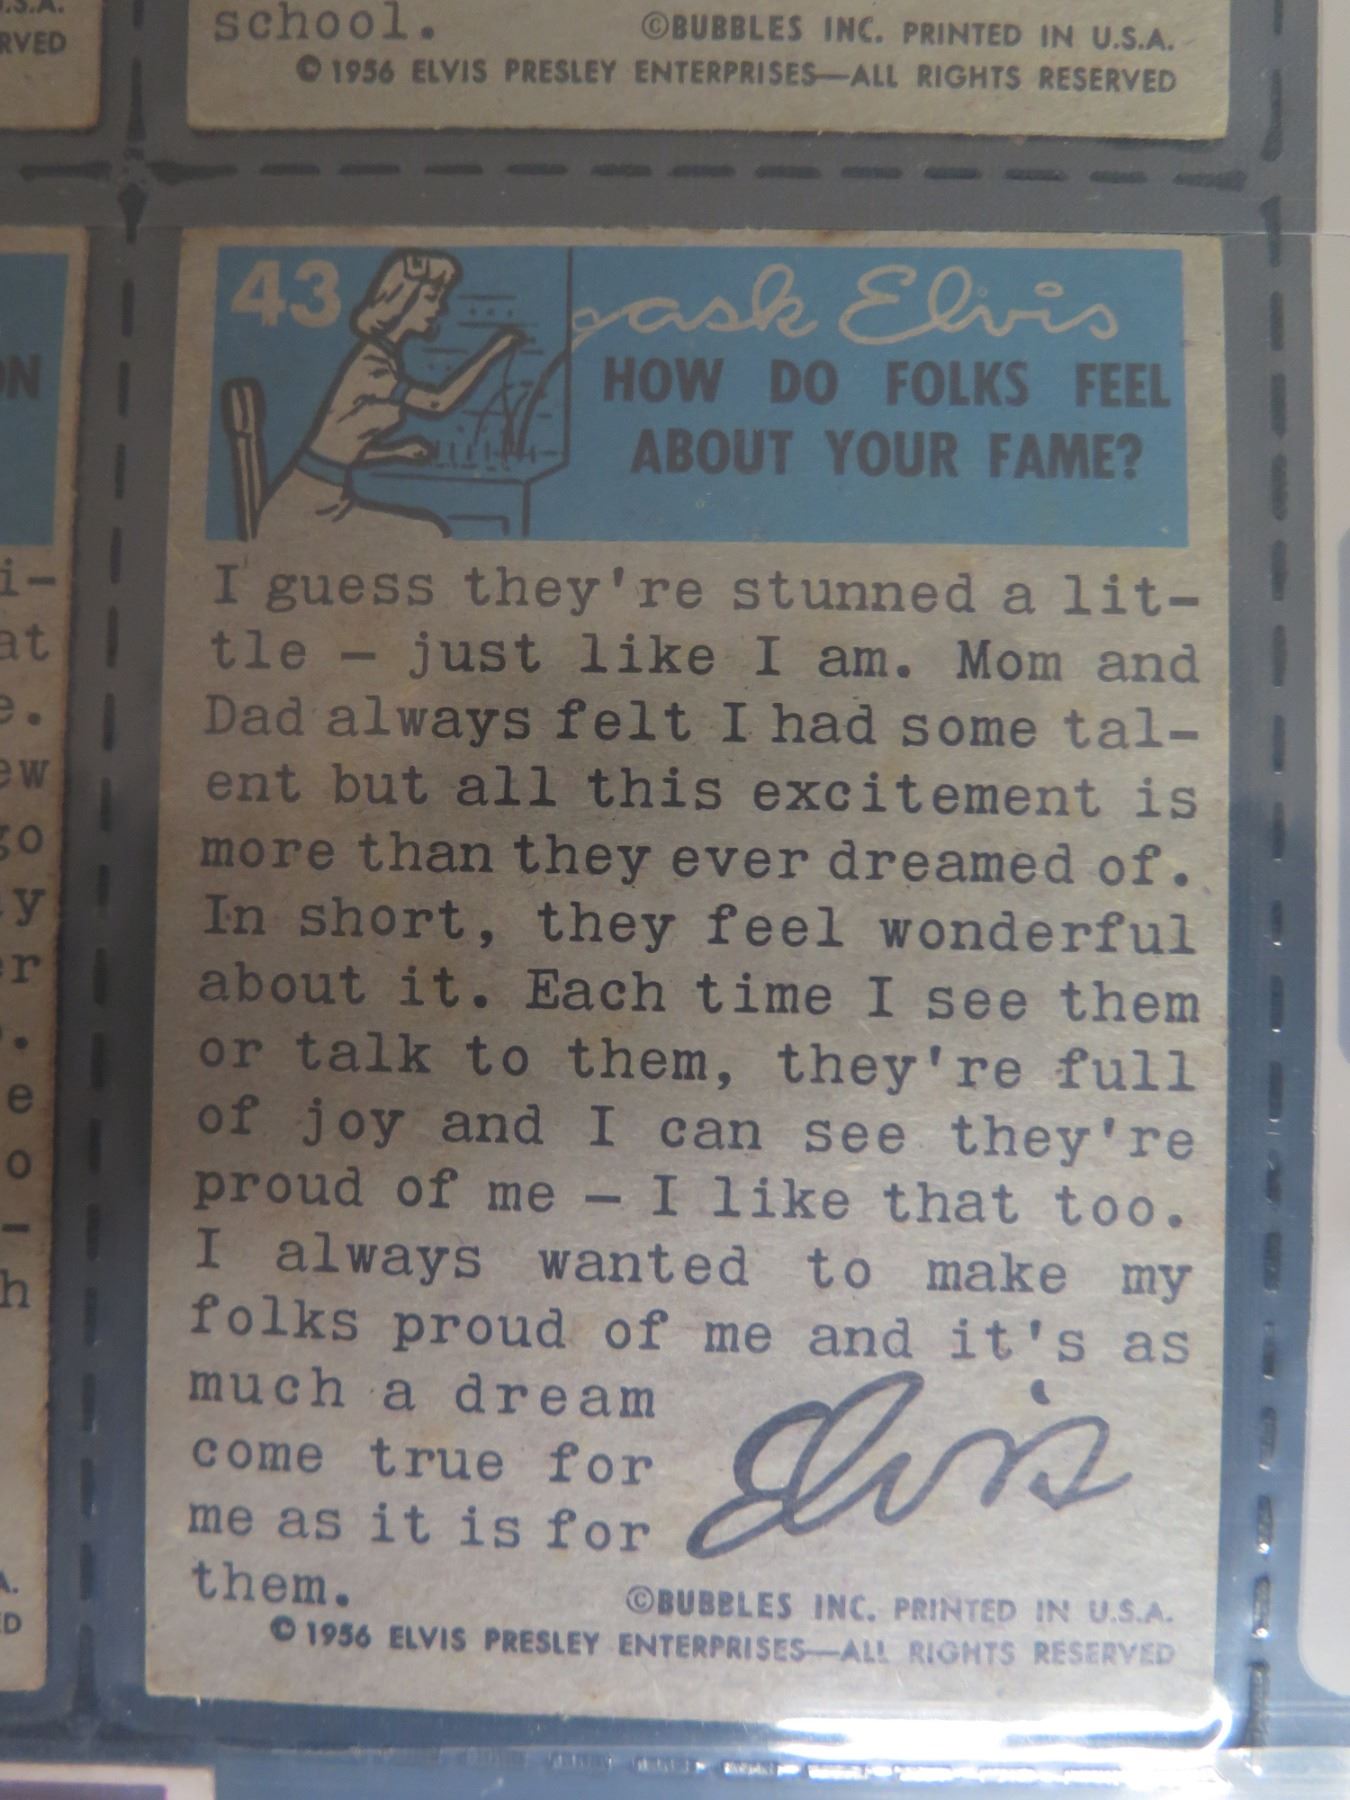 school.
©BUBBLES INC. PRINTED IN U.S.A.
© 1956 ELVIS PRESLEY ENTERPRISES—ALL RIGHTS RESERVED
43
ask Elvis
HOW DO FOLKS FEEL
ABOUT YOUR FAME?
I guess they're stunned a lit-
tle — just like I am. Mom and
Dad always felt I had some tal-
ent but all this excitement is
more than they ever dreamed of.
In short, they feel wonderful
about it. Each time I see them
or talk to them, they're full
of joy and I can see they're
proud of me — I like that too.
I always wanted to make my
folks proud of me and it's as
much a dream
come true for
me as it is for
them.
Elvis
©BUBBLES INC. PRINTED IN U.S.A.
© 1956 ELVIS PRESLEY ENTERPRISES—ALL RIGHTS RESERVED